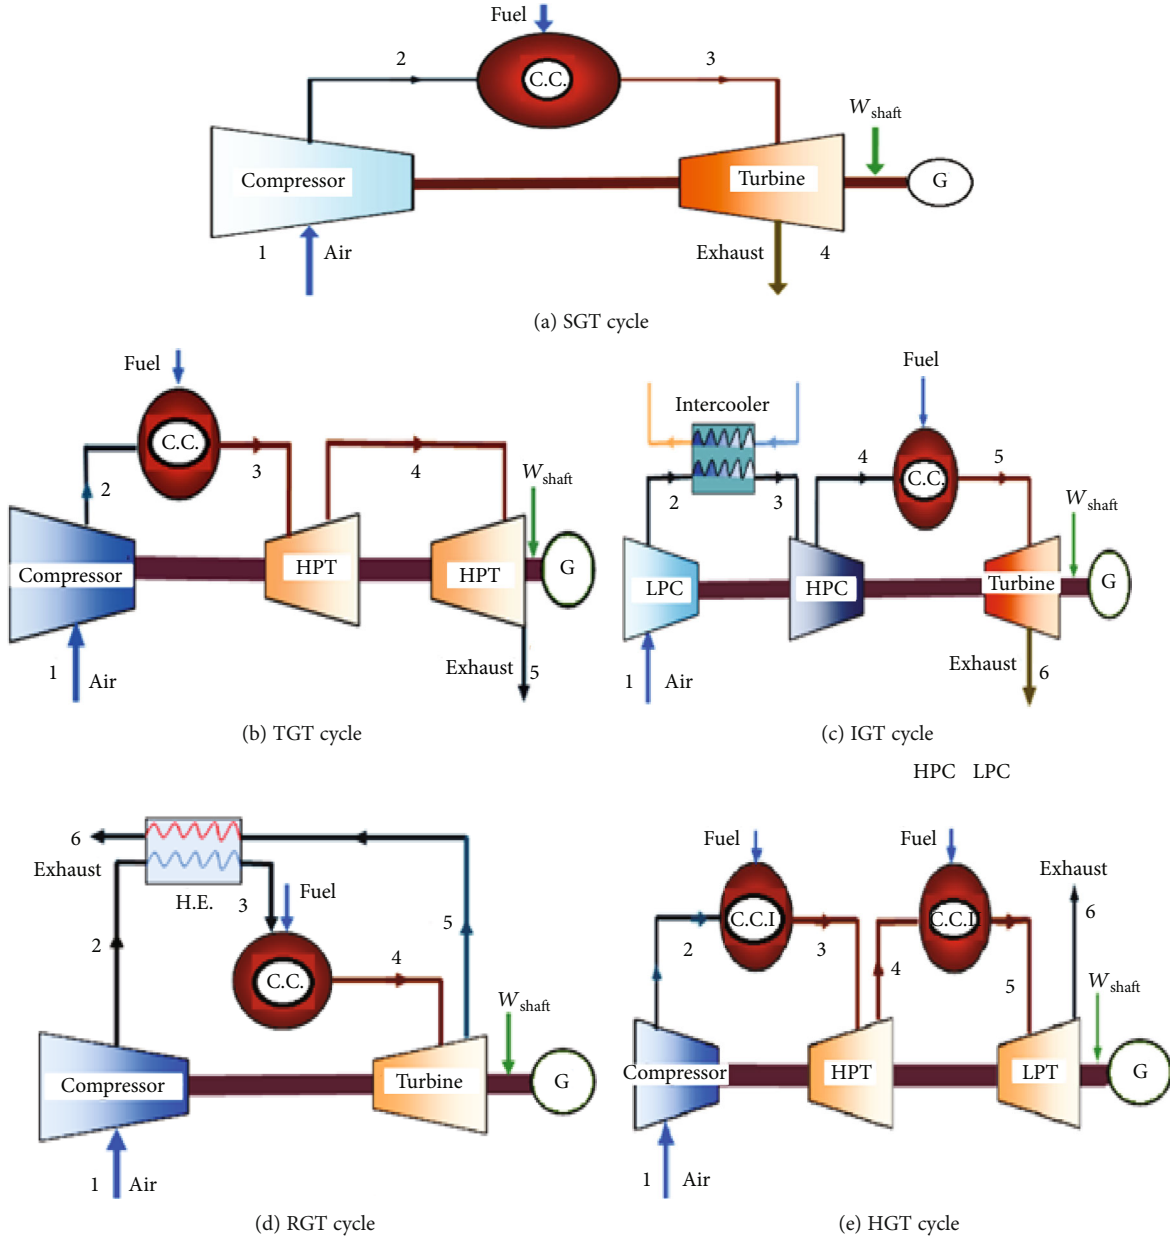 Fuel
2
3
C.C.
W shaft
Compressor
Turbine
G
1
Air
Exhaust
4
(a) SGT cycle
Fuel
C.C.
2
3
4
W shaft
Compressor
HPT
HPT
G
1
Air
Exhaust
5
(b) TGT cycle
Fuel
Intercooler
2
3
4
C.C.
5
W shaft
LPC
HPC
Turbine
G
1
Air
Exhaust
6
(c) IGT cycle
HPC LPC
6
Exhaust
H.E.
3
Fuel
2
5
C.C.
4
W shaft
Compressor
Turbine
G
1
Air
(d) RGT cycle
Fuel
Fuel
Exhaust
C.C.I.
C.C.II
2
3
4
5
6
W shaft
Compressor
HPT
LPT
G
1
Air
(e) HGT cycle